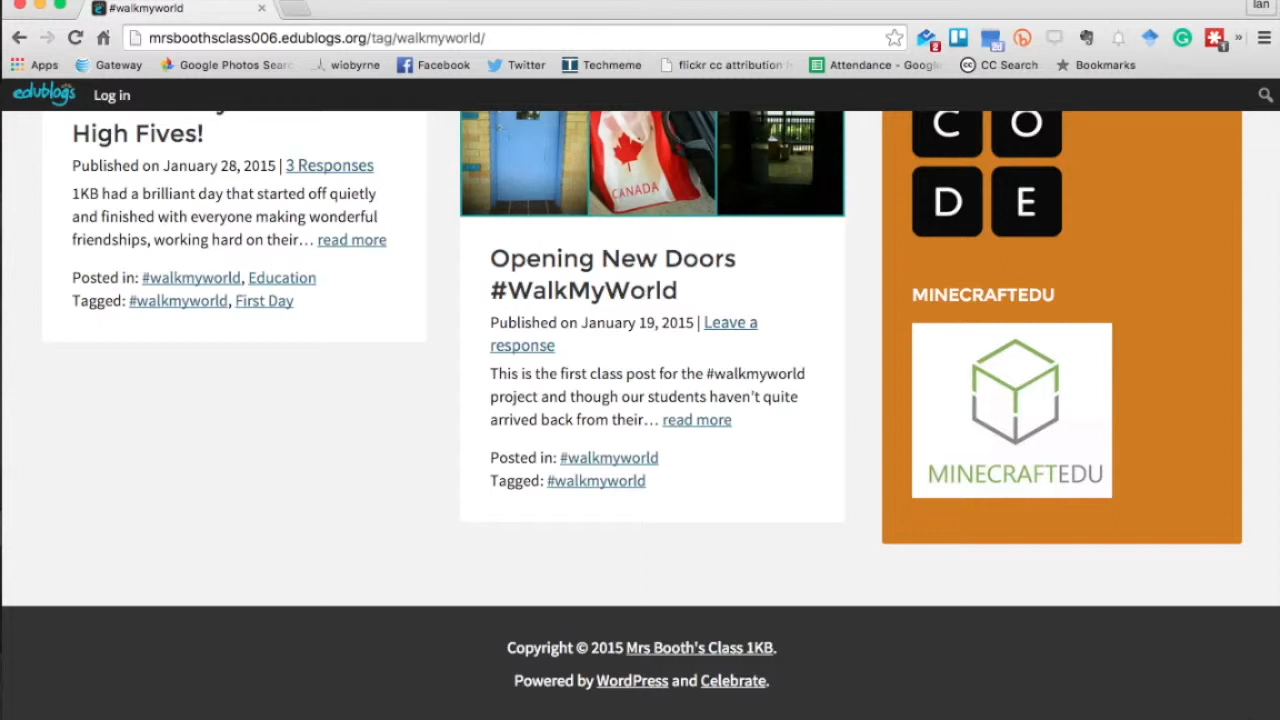 #walkmyworld
Ian
mrsboothsclass006.edublogs.org/tag/walkmyworld/
2
2d
1
Apps Gateway Google Photos Sear wiobyrne Facebook Twitter Techmeme flickr cc attribution Attendance - Google CC Search Bookmarks
edublogs Log in
High Fives!
Published on January 28, 2015 | 3 Responses
1KB had a brilliant day that started off quietly
and finished with everyone making wonderful
friendships, working hard on their… read more
Posted in: #walkmyworld, Education
Tagged: #walkmyworld, First Day
CANADA
Opening New Doors
#WalkMyWorld
Published on January 19, 2015 | Leave a
response
This is the first class post for the #walkmyworld
project and though our students haven't quite
arrived back from their… read more
Posted in: #walkmyworld
Tagged: #walkmyworld
C O
D E
MINECRAFTEDU
MINECRAFTEDU
Copyright © 2015 Mrs Booth's Class 1KB.
Powered by WordPress and Celebrate.